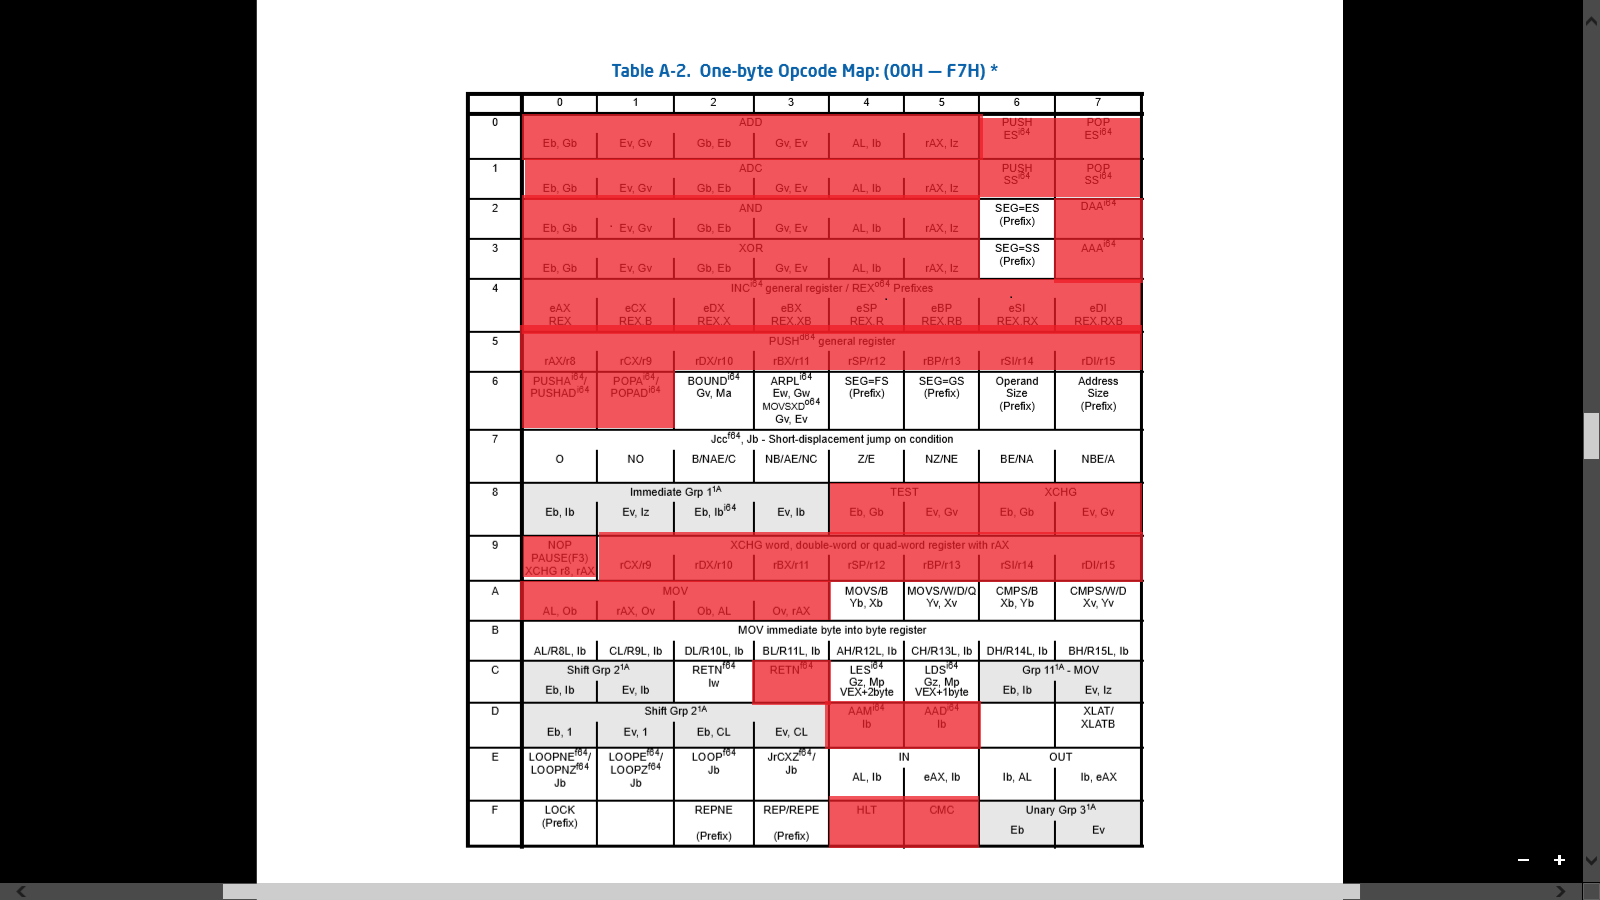 Table A-2. One-byte Opcode Map: (00H — F7H) *
0 1 2 3 4 5 6 7
0 ADD PUSH ES i64 POP ES i64
Eb, Gb Ev, Gv Gb, Eb Gv, Ev AL, Ib rAX, Iz
1 ADC PUSH SS i64 POP SS i64
Eb, Gb Ev, Gv Gb, Eb Gv, Ev AL, Ib rAX, Iz
2 AND SEG=ES (Prefix) DAA i64
Eb, Gb Ev, Gv Gb, Eb Gv, Ev AL, Ib rAX, Iz
3 XOR SEG=SS (Prefix) AAA i64
Eb, Gb Ev, Gv Gb, Eb Gv, Ev AL, Ib rAX, Iz
4 INC i64 general register / REX o64 Prefixes
eAX eCX eDX eBX eSP eBP eSI eDI
REX REX.B REX.X REX.XB REX.R REX.RB REX.RX REX.RXB
5 PUSH d64 general register
rAX/r8 rCX/r9 rDX/r10 rBX/r11 rSP/r12 rBP/r13 rSI/r14 rDI/r15
6 PUSHA i64/ POPA i64/ BOUND i64 ARPL i64 SEG=FS SEG=GS Operand Address
PUSHAD i64 POPAD i64 Gv, Ma Ew, Gw (Prefix) (Prefix) Size Size
MOVSXD o64 (Prefix) (Prefix)
Gv, Ev
7 Jcc f64, Jb - Short-displacement jump on condition
O NO B/NAE/C NB/AE/NC Z/E NZ/NE BE/NA NBE/A
8 Immediate Grp 1 1A TEST XCHG
Eb, Ib Ev, Iz Eb, Ib i64 Ev, Ib Eb, Gb Ev, Gv Eb, Gb Ev, Gv
9 NOP XCHG word, double-word or quad-word register with rAX
PAUSE(F3)
XCHG r8, rAX rCX/r9 rDX/r10 rBX/r11 rSP/r12 rBP/r13 rSI/r14 rDI/r15
A MOV MOVS/B MOVS/W/D/Q CMPS/B CMPS/W/D
Yb, Xb Yv, Xv Xb, Yb Xv, Yv
AL, Ob rAX, Ov Ob, AL Ov, rAX
B MOV immediate byte into byte register
AL/R8L, Ib CL/R9L, Ib DL/R10L, Ib BL/R11L, Ib AH/R12L, Ib CH/R13L, Ib DH/R14L, Ib BH/R15L, Ib
C Shift Grp 2 1A RETN f64 RETN f64 LES i64 LDS i64 Grp 11 1A - MOV
Iw Gz, Mp Gz, Mp
Eb, Ib Ev, Ib VEX+2byte VEX+1byte Eb, Ib Ev, Iz
D Shift Grp 2 1A AAM i64 AAD i64 XLAT/
Ib Ib XLATB
Eb, 1 Ev, 1 Eb, CL Ev, CL
E LOOPNE f64/ LOOPE f64/ LOOP f64 JrCXZ f64/ IN OUT
LOOPNZ f64 LOOPZ f64 Jb Jb
Jb Jb AL, Ib eAX, Ib Ib, AL Ib, eAX
F LOCK REPNE REP/REPE HLT CMC Unary Grp 3 1A
(Prefix) (Prefix) (Prefix) Eb Ev